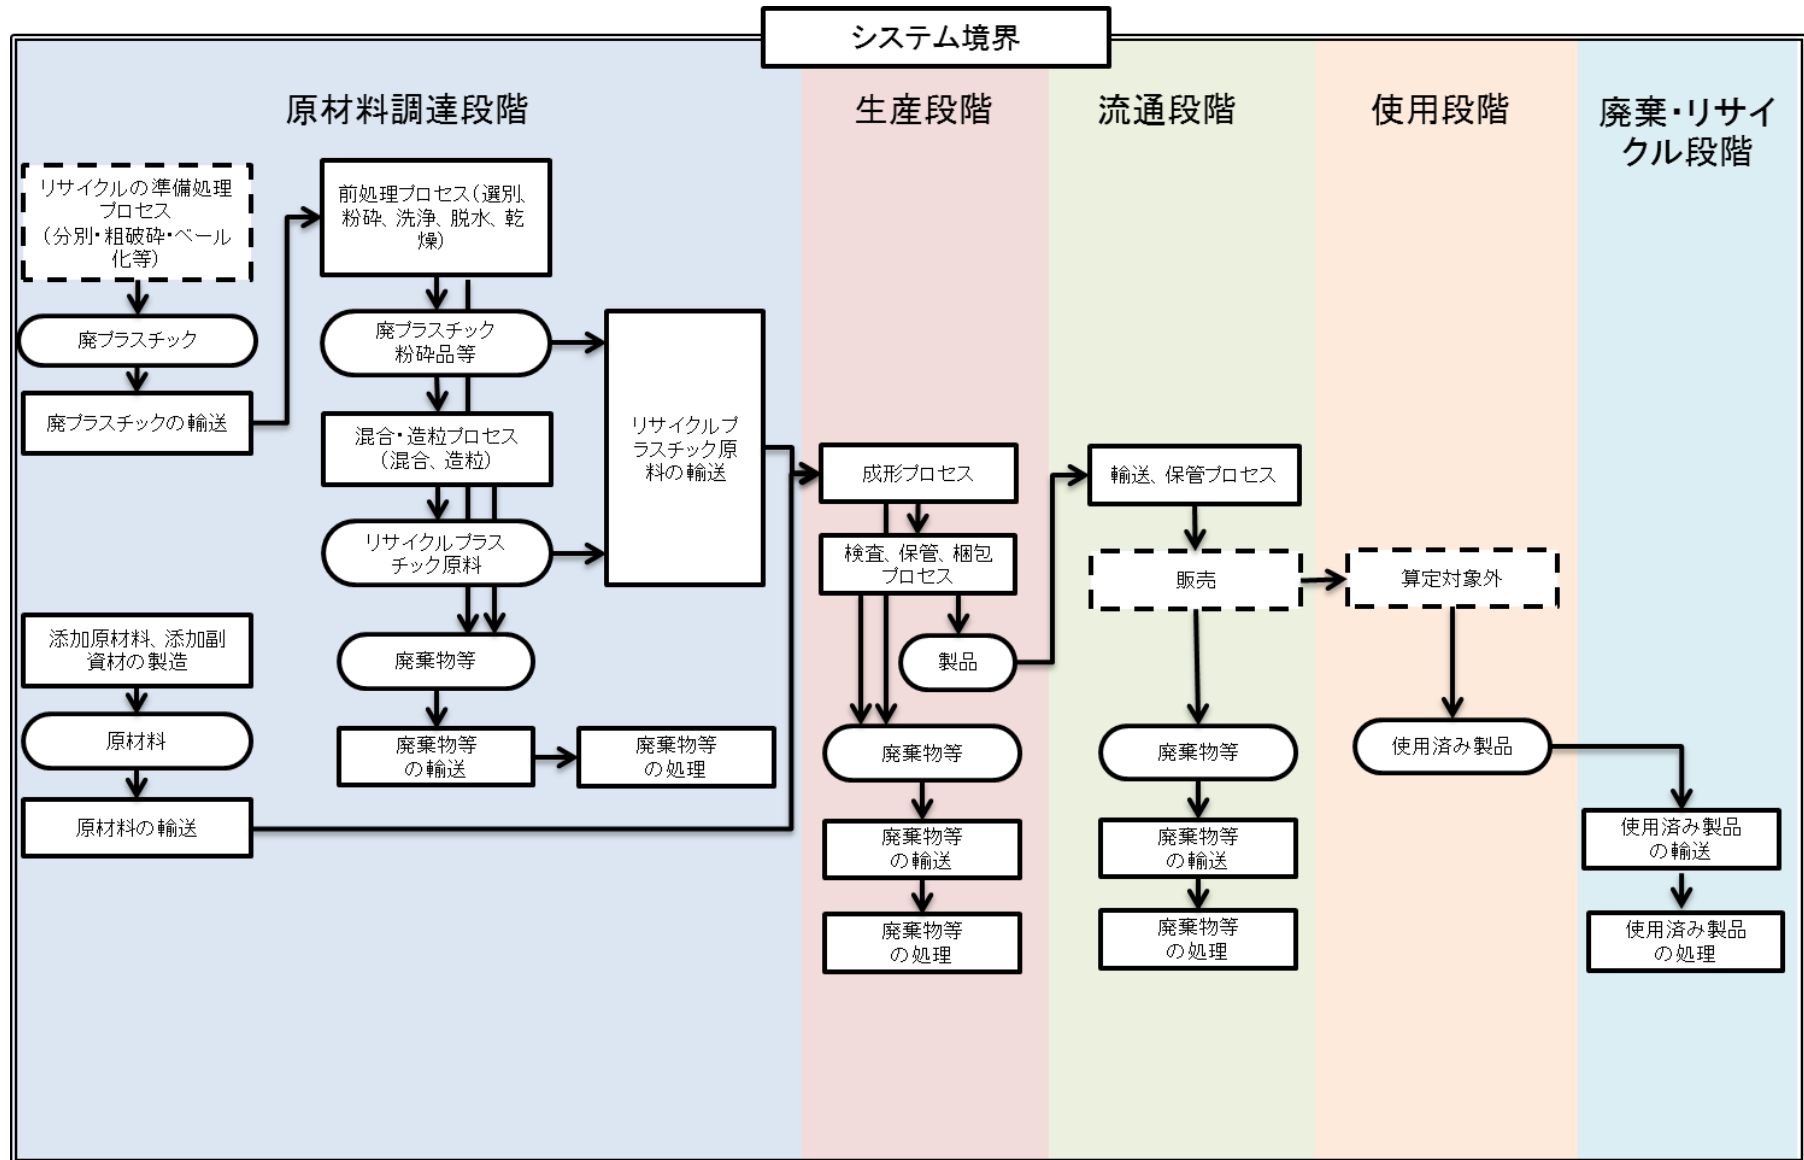 システム境界
原材料調達段階
リサイクルの準備処理
プロセス
（分別・粗破砕・ベール
化等）
廃プラスチック
廃プラスチックの輸送
添加原材料、添加副
資材の製造
原材料
原材料の輸送
前処理プロセス（選別、
粉砕、洗浄、脱水、乾
燥）
廃プラスチック
粉砕品等
混合・造粒プロセス
（混合、造粒）
リサイクルプラス
チック原料
廃棄物等
廃棄物等
の輸送
廃棄物等
の処理
リサイクルプ
ラスチック原
料の輸送
生産段階
成形プロセス
検査、保管、梱包
プロセス
製品
廃棄物等
廃棄物等
の輸送
廃棄物等
の処理
流通段階
輸送、保管プロセス
販売
廃棄物等
廃棄物等
の輸送
廃棄物等
の処理
使用段階
算定対象外
使用済み製品
廃棄・リサイ
クル段階
使用済み製品
の輸送
使用済み製品
の処理